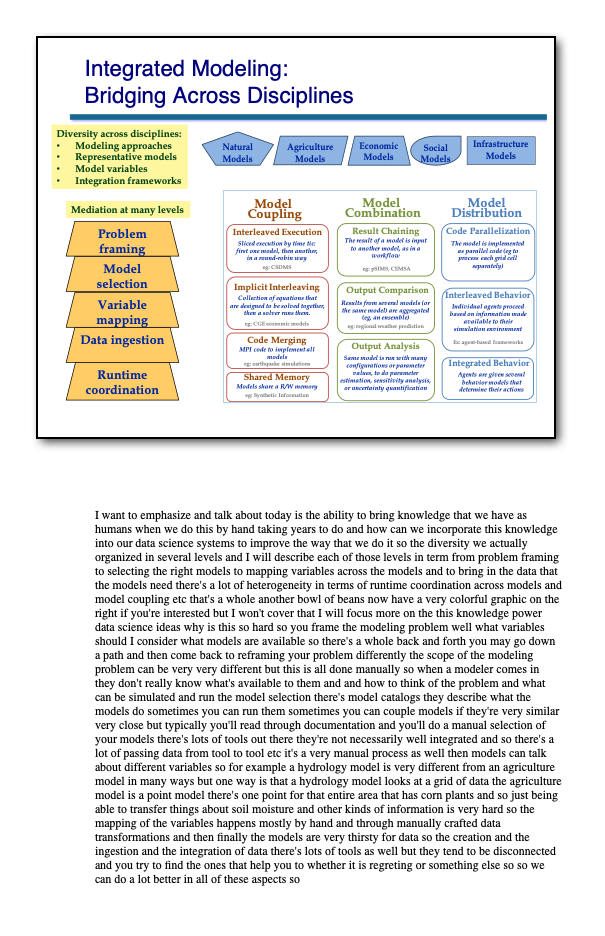 Integrated Modeling:
Bridging Across Disciplines
Diversity across disciplines:
• Modeling approaches
• Representative models
• Model variables
• Integration frameworks
Natural
Models
Agriculture
Models
Economic
Models
Social
Models
Infrastructure
Models
Mediation at many levels
Problem
framing
Model
selection
Variable
mapping
Data ingestion
Runtime
coordination
Model
Coupling
Interleaved Execution
Sliced execution by time tic:
first one model, then another,
in a round-robin way
eg: CSDMS
Implicit Interleaving
Collection of equations that
are designed to be solved together,
then a solver runs them.
eg: CGE economic models
Code Merging
MPI code to implement all
models
eg: earthquake simulations
Shared Memory
Models share a R/W memory
eg: Synthetic Information
Model
Combination
Result Chaining
The result of a model is input
to another model, as in a
workflow
eg: pSIMS, CIMSA
Output Comparison
Results from several models (or
the same model) are aggregated
(eg, an ensemble)
eg: regional weather prediction
Output Analysis
Same model is run with many
configurations or parameter
values, to do parameter
estimation, sensitivity analysis,
or uncertainty quantification
Model
Distribution
Code Parallelization
The model is implemented
as parallel code (eg to
process each grid cell
separately)
Interleaved Behavior
Individual agents proceed
based on information made
available to their
simulation environment
Ex: agent-based frameworks
Integrated Behavior
Agents are given several
behavior models that
determine their actions
I want to emphasize and talk about today is the ability to bring knowledge that we have as
humans when we do this by hand taking years to do and how can we incorporate this knowledge
into our data science systems to improve the way that we do it so the diversity we actually
organized in several levels and I will describe each of those levels in term from problem framing
to selecting the right models to mapping variables across the models and to bring in the data that
the models need there's a lot of heterogeneity in terms of runtime coordination across models and
model coupling etc that's a whole another bowl of beans now have a very colorful graphic on the
right if you're interested but I won't cover that I will focus more on the this knowledge power
data science ideas why is this so hard so you frame the modeling problem well what variables
should I consider what models are available so there's a whole back and forth you may go down
a path and then come back to reframing your problem differently the scope of the modeling
problem can be very very different but this is all done manually so when a modeler comes in
they don't really know what's available to them and and how to think of the problem and what
can be simulated and run the model selection there's model catalogs they describe what the
models do sometimes you can run them sometimes you can couple models if they're very similar
very close but typically you'll read through documentation and you'll do a manual selection of
your models there's lots of tools out there they're not necessarily well integrated and so there's a
lot of passing data from tool to tool etc it's a very manual process as well then models can talk
about different variables so for example a hydrology model is very different from an agriculture
model in many ways but one way is that a hydrology model looks at a grid of data the agriculture
model is a point model there's one point for that entire area that has corn plants and so just being
able to transfer things about soil moisture and other kinds of information is very hard so the
mapping of the variables happens mostly by hand and through manually crafted data
transformations and then finally the models are very thirsty for data so the creation and the
ingestion and the integration of data there's lots of tools as well but they tend to be disconnected
and you try to find the ones that help you to whether it is regreting or something else so so we
can do a lot better in all of these aspects so